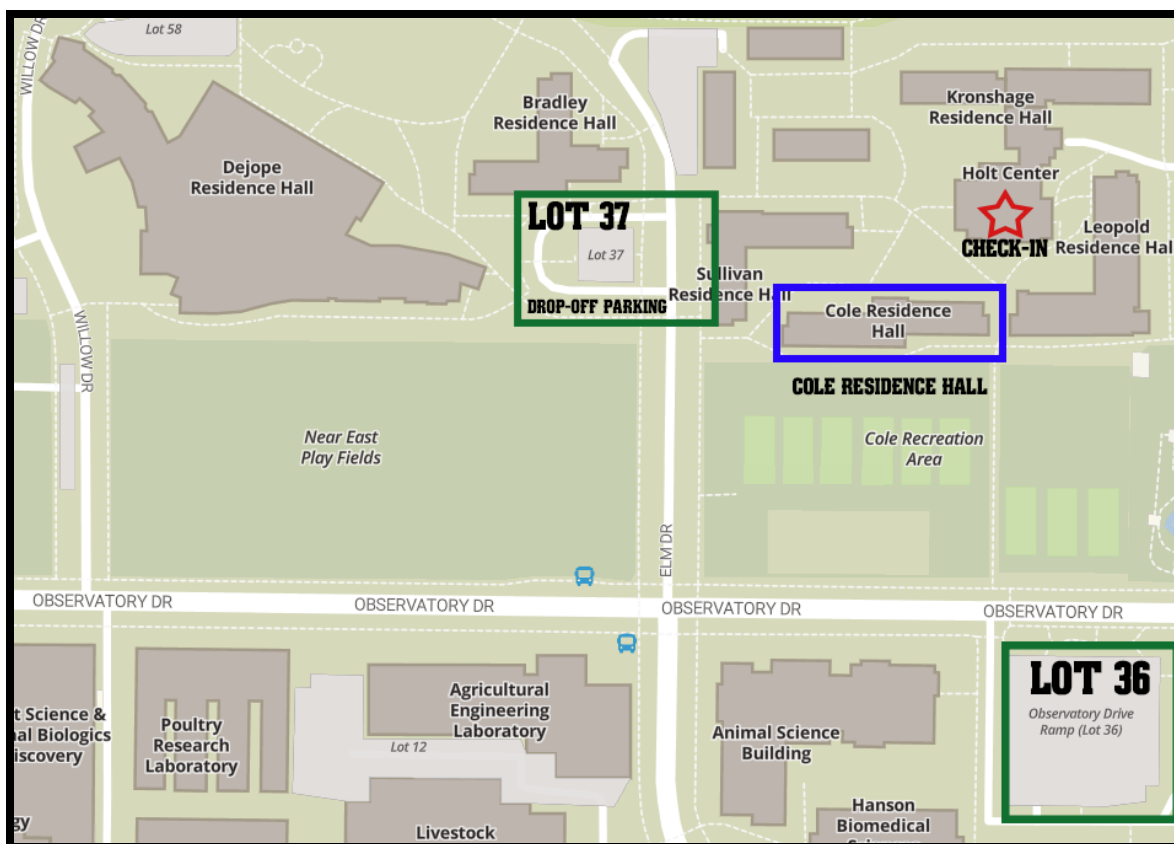 Lot 58
WILLOW DR
Bradley
Residence Hall
Kronshage
Residence Hall
Dejope
Residence Hall
Holt Center
LOT 37
Lot 37
DROP-OFF PARKING
CHECK-IN
Leopold
Residence Hal
Sullivan
Residence Hall
Cole Residence
Hall
WILLOW DR
COLE RESIDENCE HALL
Near East
Play Fields
Cole Recreation
Area
ELM DR
OBSERVATORY DR
OBSERVATORY DR
OBSERVATORY DR
OBSERVATORY DR
LOT 36
Observatory Drive
Ramp (Lot 36)
t Science &
al Biologics
iscovery
Poultry
Research
Laboratory
Lot 12
Agricultural
Engineering
Laboratory
Animal Science
Building
Hanson
Biomedical
Livestock
gy